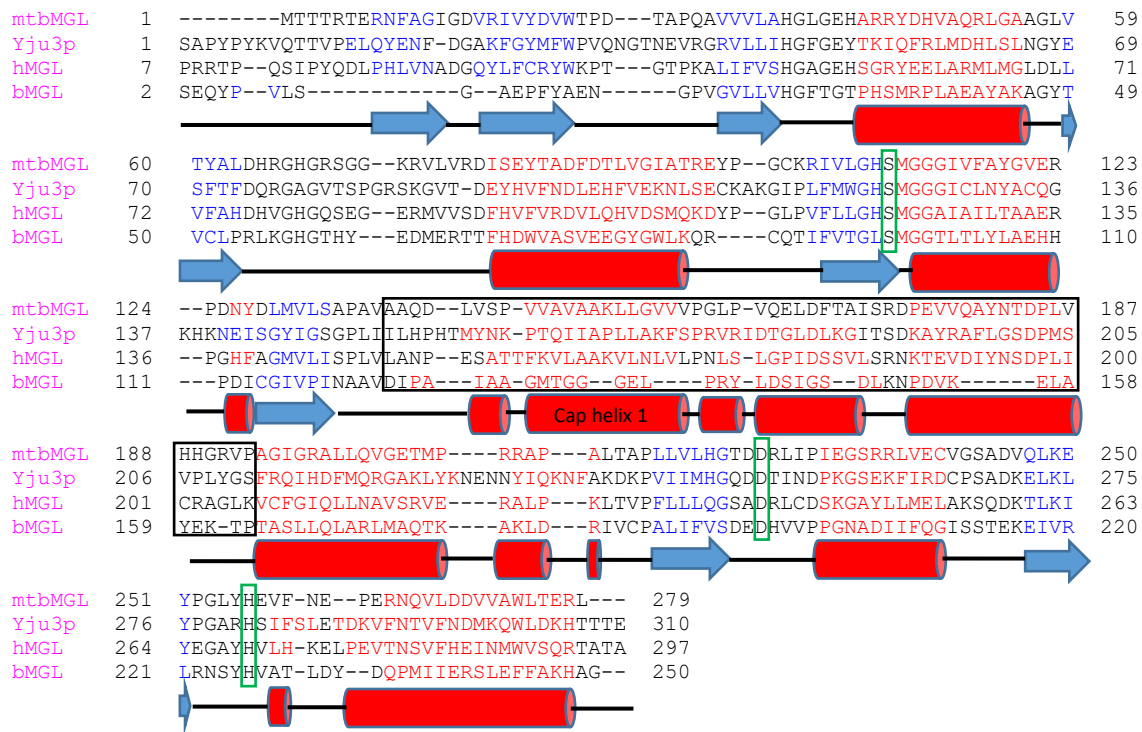 mtbMGL 1 --------MTTTRTERNFAGIGDVRIVYDVWTPD---TAPQAVVVLAHGLGEHARRYDHVAQRLGAAGLV 59
Yju3p 1 SAPYPYKVQTTVPELQYENF-DGAKFGYMFWPVQNGTNEVRGRVLLIHGFGEYTKIQFRLMDHLSLNGYE 69
hMGL 7 PRRTP--QSIPYQDLPHLVNADGQYLFCRYWKPT---GTPKALIFVSHGAGEHSGRYEELARMLMGLDLL 71
bMGL 2 SEQYP--VLS-----------G--AEPFYAEN----GPVGVLLVHGFTGTPHSMRPLAEAYAKAGYT 49
mtbMGL 60 TYALDHRGHGRSGG--KRVLVRDISEYTADFDTLVGIATREYP--GCKRIVLGHSMGGGIVFAYGVER 123
Yju3p 70 SFTFDQRGAGVTSPGRSKGVT-DEYHVFNDLEHFVEKNLSECKAKGIPLFMWGHSMGGGICLNYACQG 136
hMGL 72 VFAHDHVGHGQSEG--ERMVVSDFHVFVRDVLQHVDSMQKDYP--GLPVFLLGHSMGGAIAILTAAER 135
bMGL 50 VCLPRLKGHGTHY---EDMERTTFHDWVASVEEGYGWLKQR----CQTIFVTGLSMGGTLTLYLAEHH 110
mtbMGL 124 --PDNYDLMVLSAPAVAAQD--LVSP-VVAVAAKLLGVVVPGLP-VQELDFTAISRDPEVVQAYNTDPLV 187
Yju3p 137 KHKNEISGYIGSGPLIILHPHTMYNK-PTQIIAPLLAKFSPRVRIDTGLDLKGITSDKAYRAFLGSDPMS 205
hMGL 136 --PGHFAGMVLISPLVLANP--ESATTFKVLAAKVLNLVLPNLS-LGPIDSSVLSRNKTEVDIYNSDPLI 200
bMGL 111 ---PDICGIVPINAAVDIPA---IAA-GMTGG--GEL----PRY-LDSIGS--DLKNPDVK------ELA 158
Cap helix 1
mtbMGL 188 HHGRVPAGIGRALLQVGETMP---RRAP---ALTAPLLVLHGTDDRLIPIEGSRRLVECVGSADVQLKE 250
Yju3p 206 VPLYGSFRQIHDFMQRGAKLYKNENNYIQKNFAKDKPVIIMHGQDDTINDPKGSEKFIRDCPSADKELKL 275
hMGL 201 CRAGLKVCFGIQLLNAVSRVE----RALP---KLTVPFLLLQGSADRLCDSKGAYLLMELAKSQDKTLKI 263
bMGL 159 YEK-TPTASLLQLARLMAQTK----AKLD---RIVCPALIFVSDEDHVVPPGNADIIFQGISSTEKEIVR 220
mtbMGL 251 YPGLYHEVF-NE--PERNQVLDDVVAWLTERL--- 279
Yju3p 276 YPGARHSIFSLETDKVFNTVFNDMKQWLDKHTTTE 310
hMGL 264 YEGAYHVLH-KELPEVTNSVFHEINMWVSQRTATA 297
bMGL 221 LRNSYHVAT-LDY--DQPMIIERSLEFFAKHAG-- 250